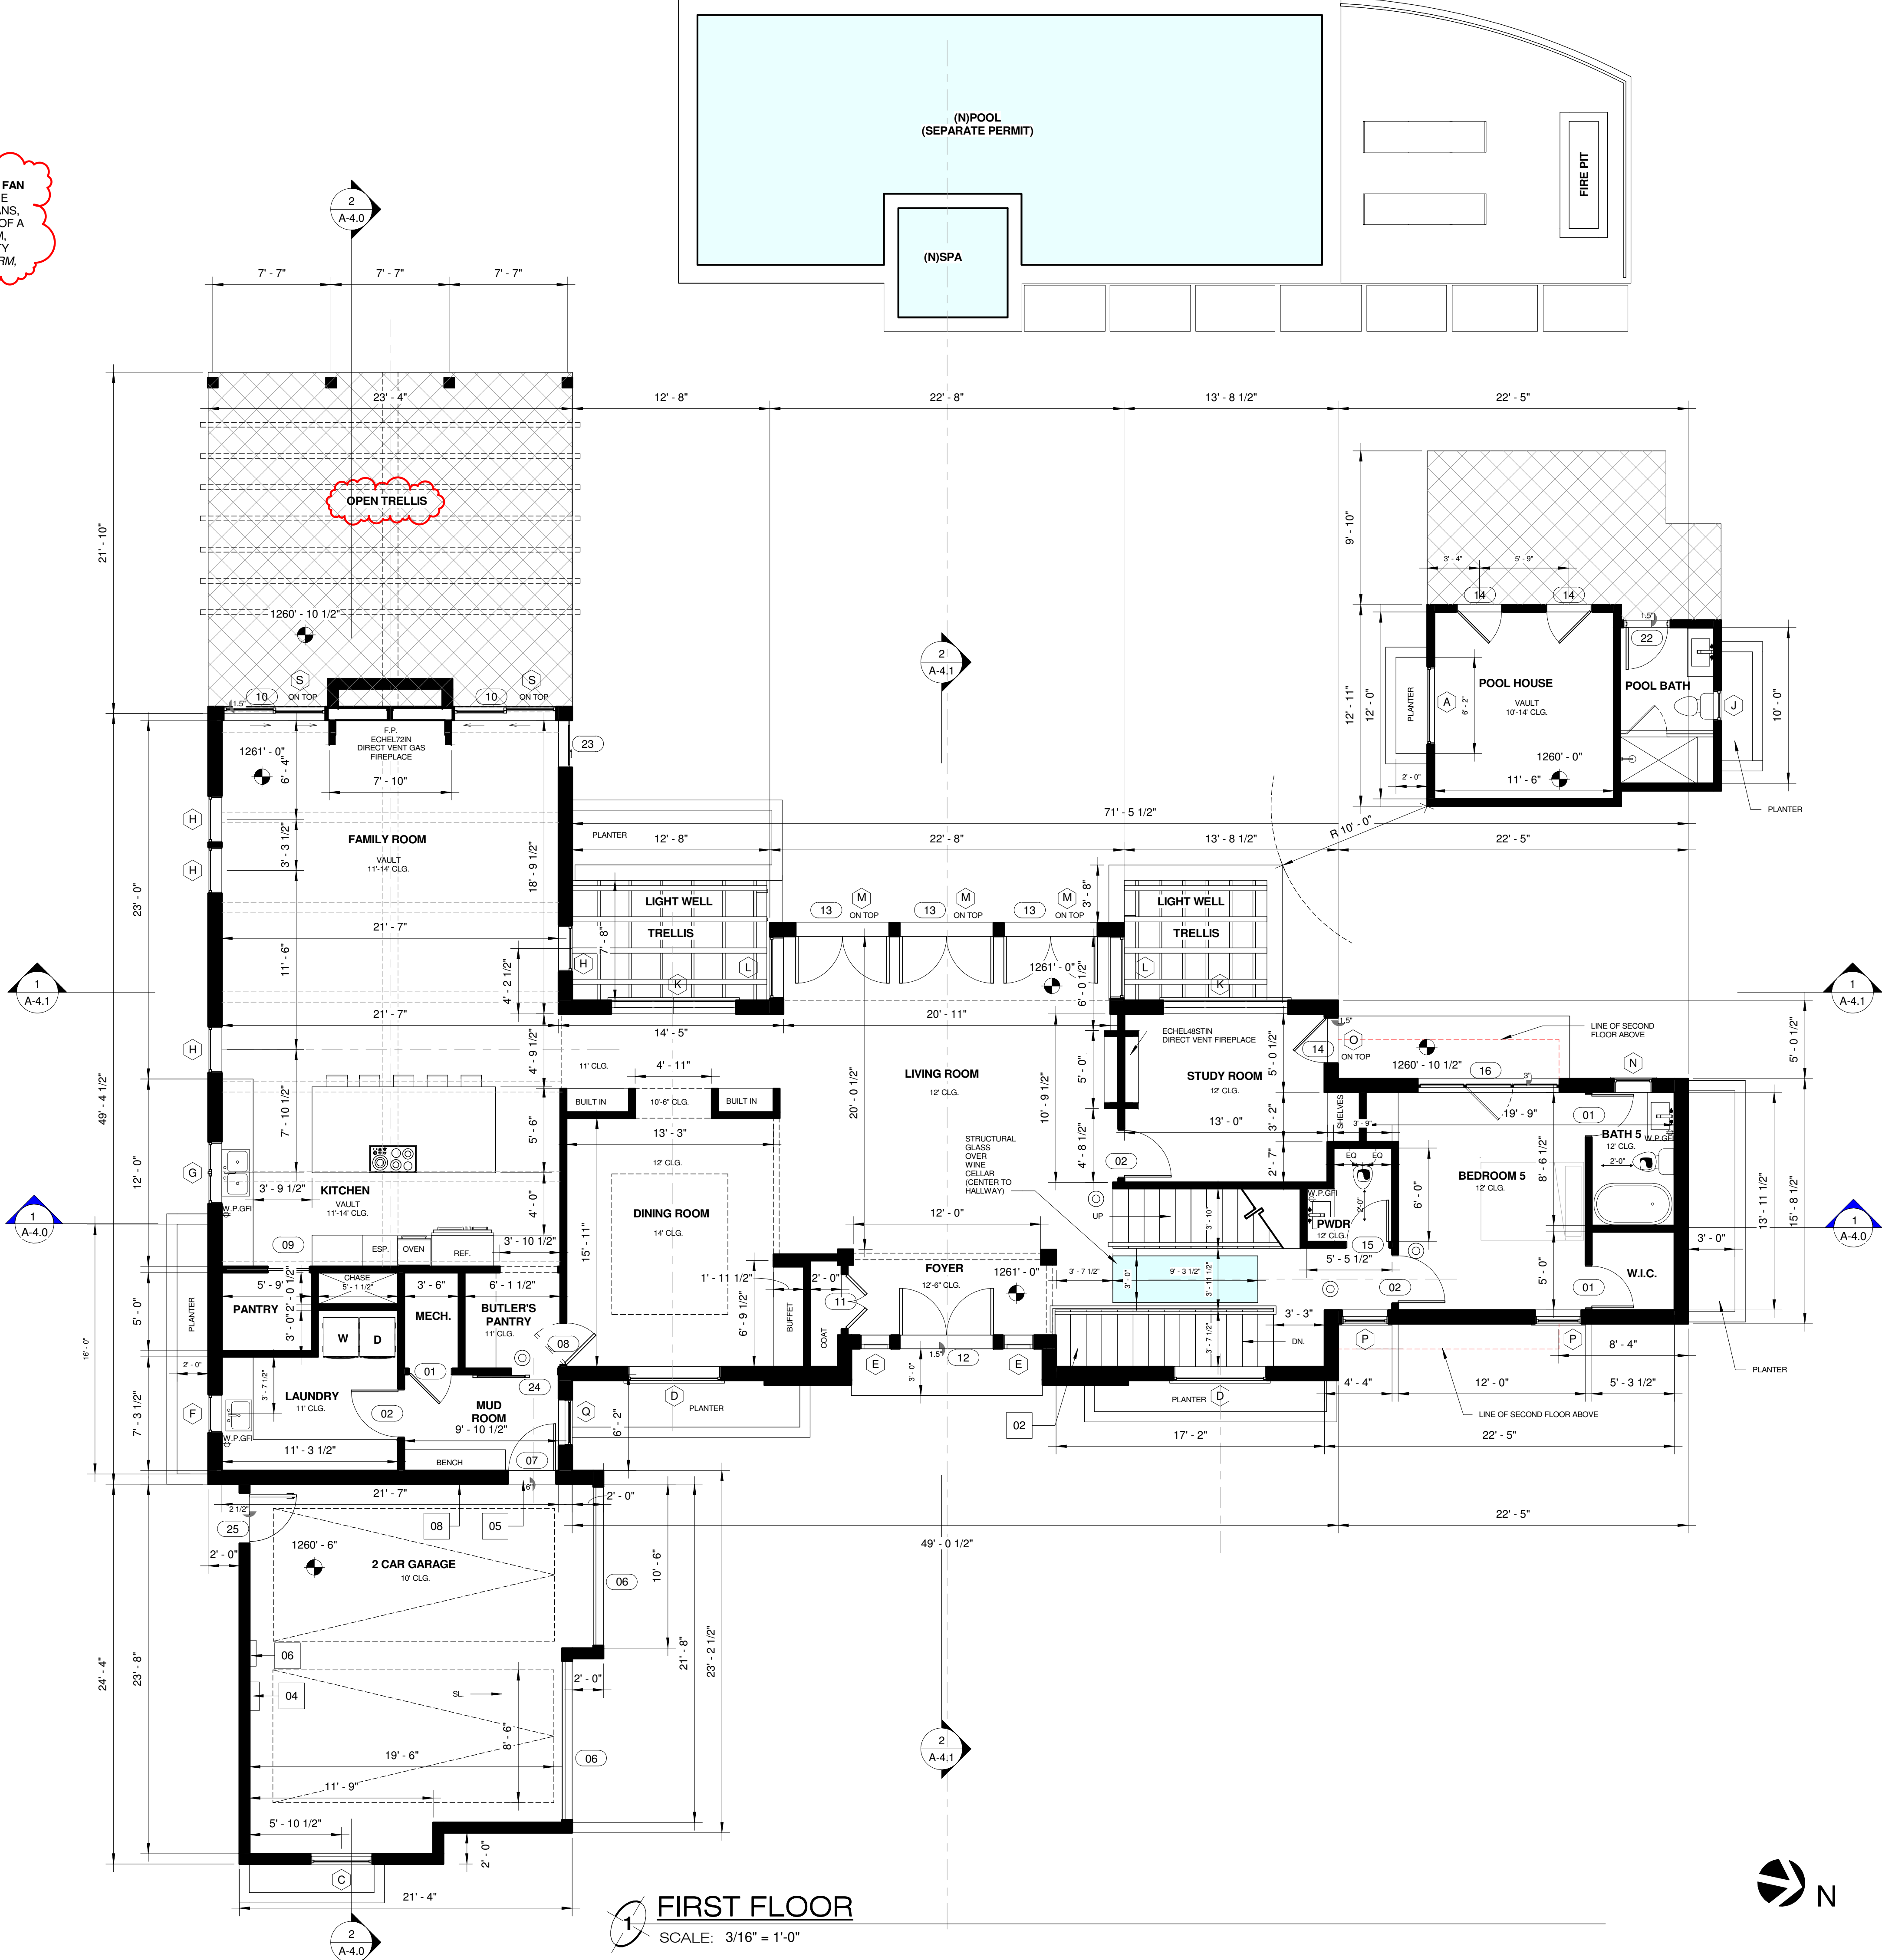 FAN
E
ANS,
OF A
M,
TY
RM,
(N)POOL
(SEPARATE PERMIT)
(N)SPA
FIRE PIT
2
A-4.0
7' - 7"
7' - 7"
7' - 7"
23' - 4"
12' - 8"
22' - 8"
13' - 8 1/2"
22' - 5"
21' - 10"
OPEN TRELLIS
1260' - 10 1/2"
S
ON TOP
S
ON TOP
10
10
1.5"
2
A-4.1
9' - 10"
3' - 4"
5' - 9"
14
14
1.5"
22
POOL HOUSE
VAULT
10'-14' CLG.
POOL BATH
PLANTER
A
6' - 2"
J
10' - 0"
12' - 11"
12' - 0"
1260' - 0"
11' - 6"
2' - 0"
PLANTER
R 10' - 0"
F.P.
ECHEL72IN
DIRECT VENT GAS
FIREPLACE
7' - 10"
1261' - 0"
6' - 4"
23
H
3' - 3 1/2"
FAMILY ROOM
VAULT
11'-14' CLG.
H
18' - 9 1/2"
23' - 0"
49' - 4 1/2"
21' - 7"
11' - 6"
PLANTER
71' - 5 1/2"
12' - 8"
22' - 8"
13' - 8 1/2"
22' - 5"
LIGHT WELL
TRELLIS
7' - 8"
H
L
K
4' - 2 1/2"
13
M
ON TOP
13
M
ON TOP
13
M
ON TOP
3' - 8"
LIGHT WELL
TRELLIS
L
K
1261' - 0"
6' - 0 1/2"
1
A-4.1
1
A-4.1
21' - 7"
14' - 5"
20' - 11"
H
4' - 9 1/2"
11' CLG.
4' - 11"
BUILT IN
10'-6" CLG.
BUILT IN
LIVING ROOM
12' CLG.
20' - 0 1/2"
10' - 9 1/2"
5' - 0"
4' - 8 1/2"
ECHEL48STIN
DIRECT VENT FIREPLACE
STUDY ROOM
12' CLG.
13' - 0"
5' - 0 1/2"
3' - 2"
2' - 7"
1.5"
14
O
ON TOP
1260' - 10 1/2"
LINE OF SECOND
FLOOR ABOVE
N
16
3"
5' - 0 1/2"
SHELVES
3' - 9"
19' - 9"
01
BATH 5
12' CLG.
W.P.GFI
2'-0"
BEDROOM 5
12' CLG.
8' - 6 1/2"
6' - 0"
5' - 0"
13' - 11 1/2"
15' - 8 1/2"
7' - 10 1/2"
12' - 0"
5' - 6"
4' - 0"
G
3' - 9 1/2"
KITCHEN
VAULT
11'-14' CLG.
W.P.GFI
1
A-4.0
1
A-4.0
13' - 3"
12' CLG.
DINING ROOM
14' CLG.
15' - 11"
STRUCTURAL
GLASS
OVER
WINE
CELLAR
(CENTER TO
HALLWAY)
02
UP
3' - 10"
EQ
EQ
2'-0"
W.P.GFI
PWDR
12' CLG.
15
5' - 5 1/2"
12' - 0"
09
ESP.
OVEN
REF.
3' - 10 1/2"
16' - 0"
5' - 9"
2' - 0 1/2"
CHASE
5' - 1 1/2"
3' - 6"
6' - 1 1/2"
PANTRY
3' - 0"
MECH.
BUTLER'S
PANTRY
11' CLG.
W
D
5' - 0"
PLANTER
2' - 0"
08
1' - 11 1/2"
6' - 9 1/2"
BUFFET
COAT
2' - 0"
11
FOYER
12'-6" CLG.
1261' - 0"
3' - 7 1/2"
3' - 0"
9' - 3 1/2"
3' - 11 1/2"
3' - 7 1/2"
3' - 3"
DN.
02
01
W.I.C.
3' - 0"
P
P
8' - 4"
PLANTER
E
1.5"
12
E
3' - 0"
D
PLANTER
PLANTER
D
02
4' - 4"
12' - 0"
5' - 3 1/2"
LINE OF SECOND FLOOR ABOVE
17' - 2"
22' - 5"
01
24
LAUNDRY
11' CLG.
3' - 7 1/2"
F
W.P.GFI
02
MUD
ROOM
9' - 10 1/2"
Q
6' - 2"
11' - 3 1/2"
BENCH
07
7' - 3 1/2"
6"
21' - 7"
2' - 0"
2 1/2"
25
08
05
22' - 5"
49' - 0 1/2"
2' - 0"
1260' - 6"
2 CAR GARAGE
10' CLG.
06
10' - 6"
21' - 8"
23' - 2 1/2"
24' - 4"
23' - 8"
06
04
SL.
2' - 0"
8' - 6"
19' - 6"
06
11' - 9"
5' - 10 1/2"
2' - 0"
C
21' - 4"
2
A-4.1
2
A-4.0
1
FIRST FLOOR
SCALE: 3/16" = 1'-0"
N